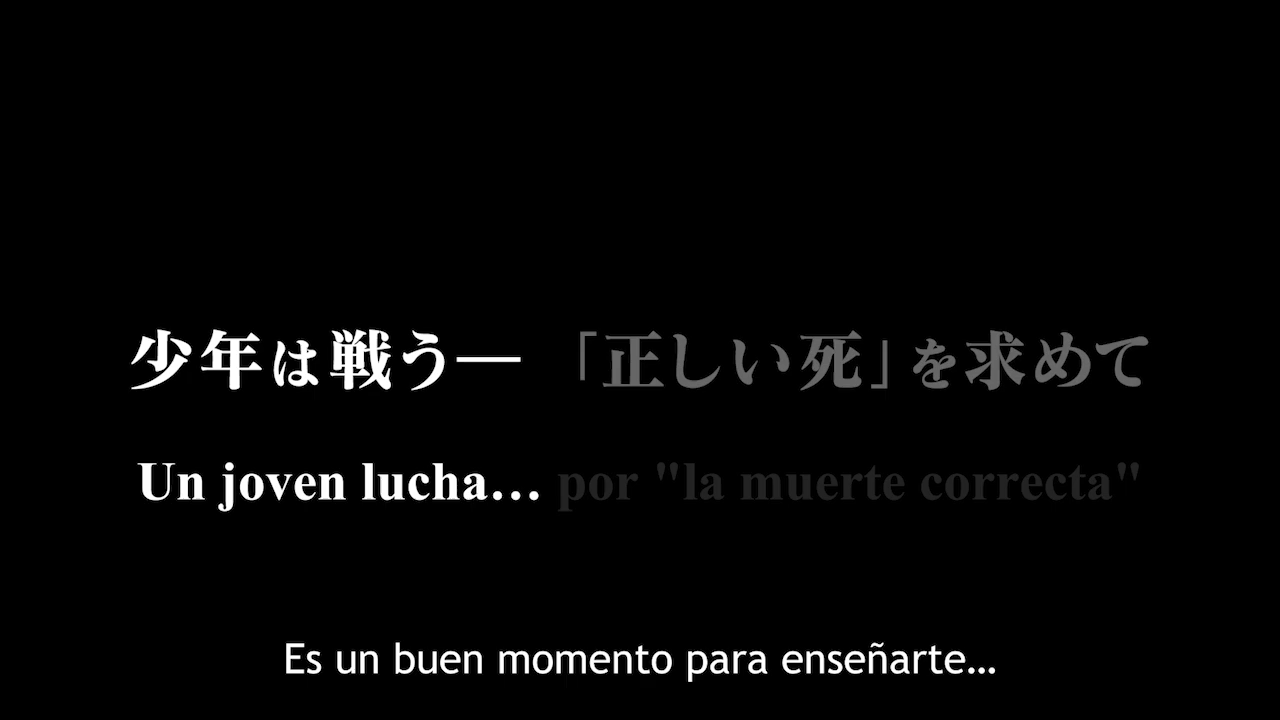 少年は戦う― 「正しい死」を求めて
Un joven lucha... por "la muerte correcta"
Es un buen momento para enseñarte...